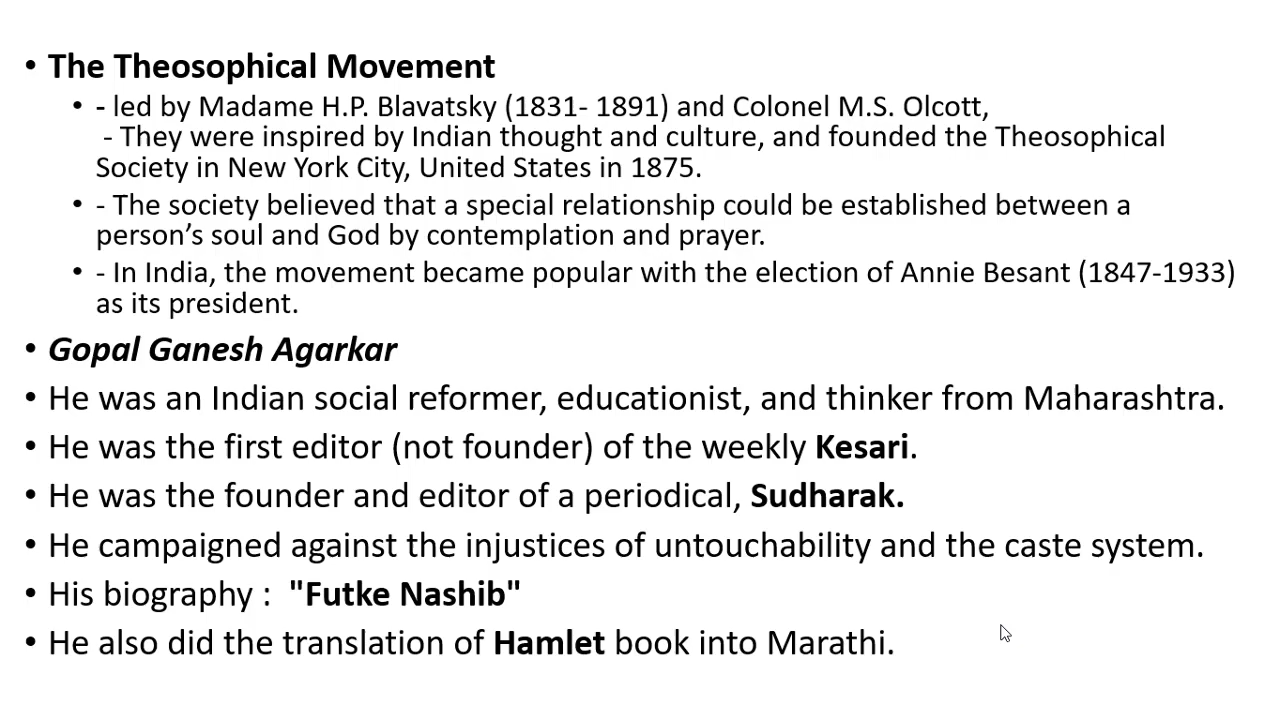 • The Theosophical Movement
• - led by Madame H.P. Blavatsky (1831- 1891) and Colonel M.S. Olcott,
- They were inspired by Indian thought and culture, and founded the Theosophical
Society in New York City, United States in 1875.
• - The society believed that a special relationship could be established between a
person’s soul and God by contemplation and prayer.
• - In India, the movement became popular with the election of Annie Besant (1847-1933)
as its president.
• Gopal Ganesh Agarkar
• He was an Indian social reformer, educationist, and thinker from Maharashtra.
• He was the first editor (not founder) of the weekly Kesari.
• He was the founder and editor of a periodical, Sudharak.
• He campaigned against the injustices of untouchability and the caste system.
• His biography :  "Futke Nashib"
• He also did the translation of Hamlet book into Marathi.